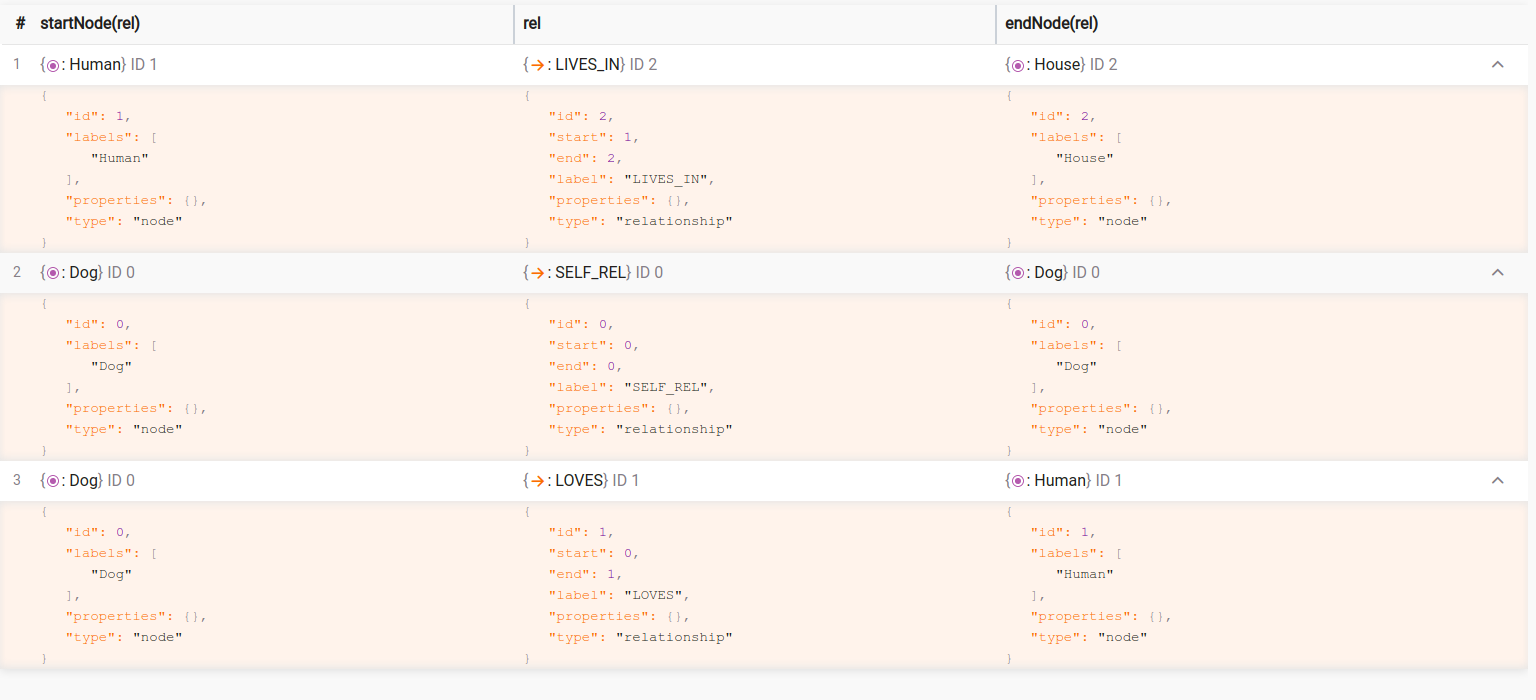 # startNode(rel) rel endNode(rel)
1 {: Human} ID 1 {: LIVES_IN} ID 2 {: House} ID 2
{ { {
"id": 1, "id": 2, "id": 2,
"labels": [ "start": 1, "labels": [
"Human" "end": 2, "House"
], "label": "LIVES_IN", ],
"properties": {}, "properties": {}, "properties": {},
"type": "node" "type": "relationship" "type": "node"
} } }
2 {: Dog} ID 0 {: SELF_REL} ID 0 {: Dog} ID 0
{ { {
"id": 0, "id": 0, "id": 0,
"labels": [ "start": 0, "labels": [
"Dog" "end": 0, "Dog"
], "label": "SELF_REL", ],
"properties": {}, "properties": {}, "properties": {},
"type": "node" "type": "relationship" "type": "node"
} } }
3 {: Dog} ID 0 {: LOVES} ID 1 {: Human} ID 1
{ { {
"id": 0, "id": 1, "id": 1,
"labels": [ "start": 0, "labels": [
"Dog" "end": 1, "Human"
], "label": "LOVES", ],
"properties": {}, "properties": {}, "properties": {},
"type": "node" "type": "relationship" "type": "node"
} } }